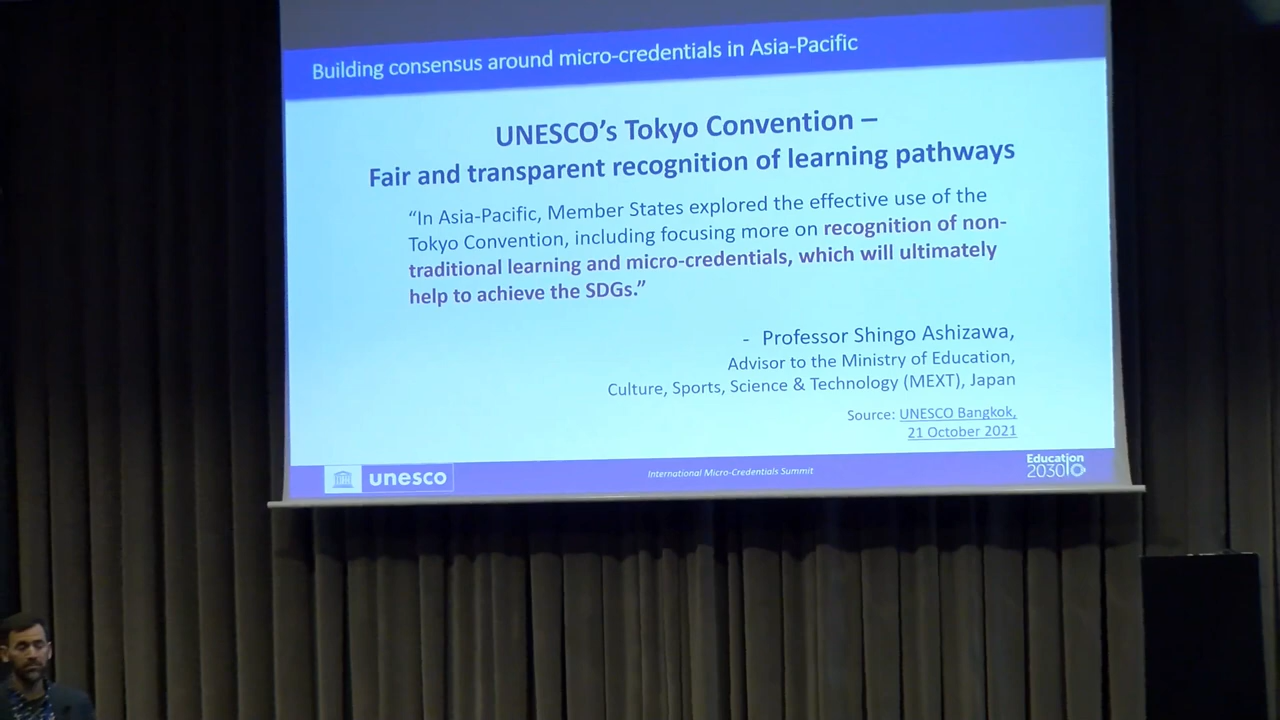 Building consensus around micro-credentials in Asia-Pacific
UNESCO’s Tokyo Convention –
Fair and transparent recognition of learning pathways
“In Asia-Pacific, Member States explored the effective use of the
Tokyo Convention, including focusing more on recognition of non-
traditional learning and micro-credentials, which will ultimately
help to achieve the SDGs.”
- Professor Shingo Ashizawa,
Advisor to the Ministry of Education,
Culture, Sports, Science & Technology (MEXT), Japan
Source: UNESCO Bangkok,
21 October 2021
unesco
International Micro-Credentials Summit
Education
2030